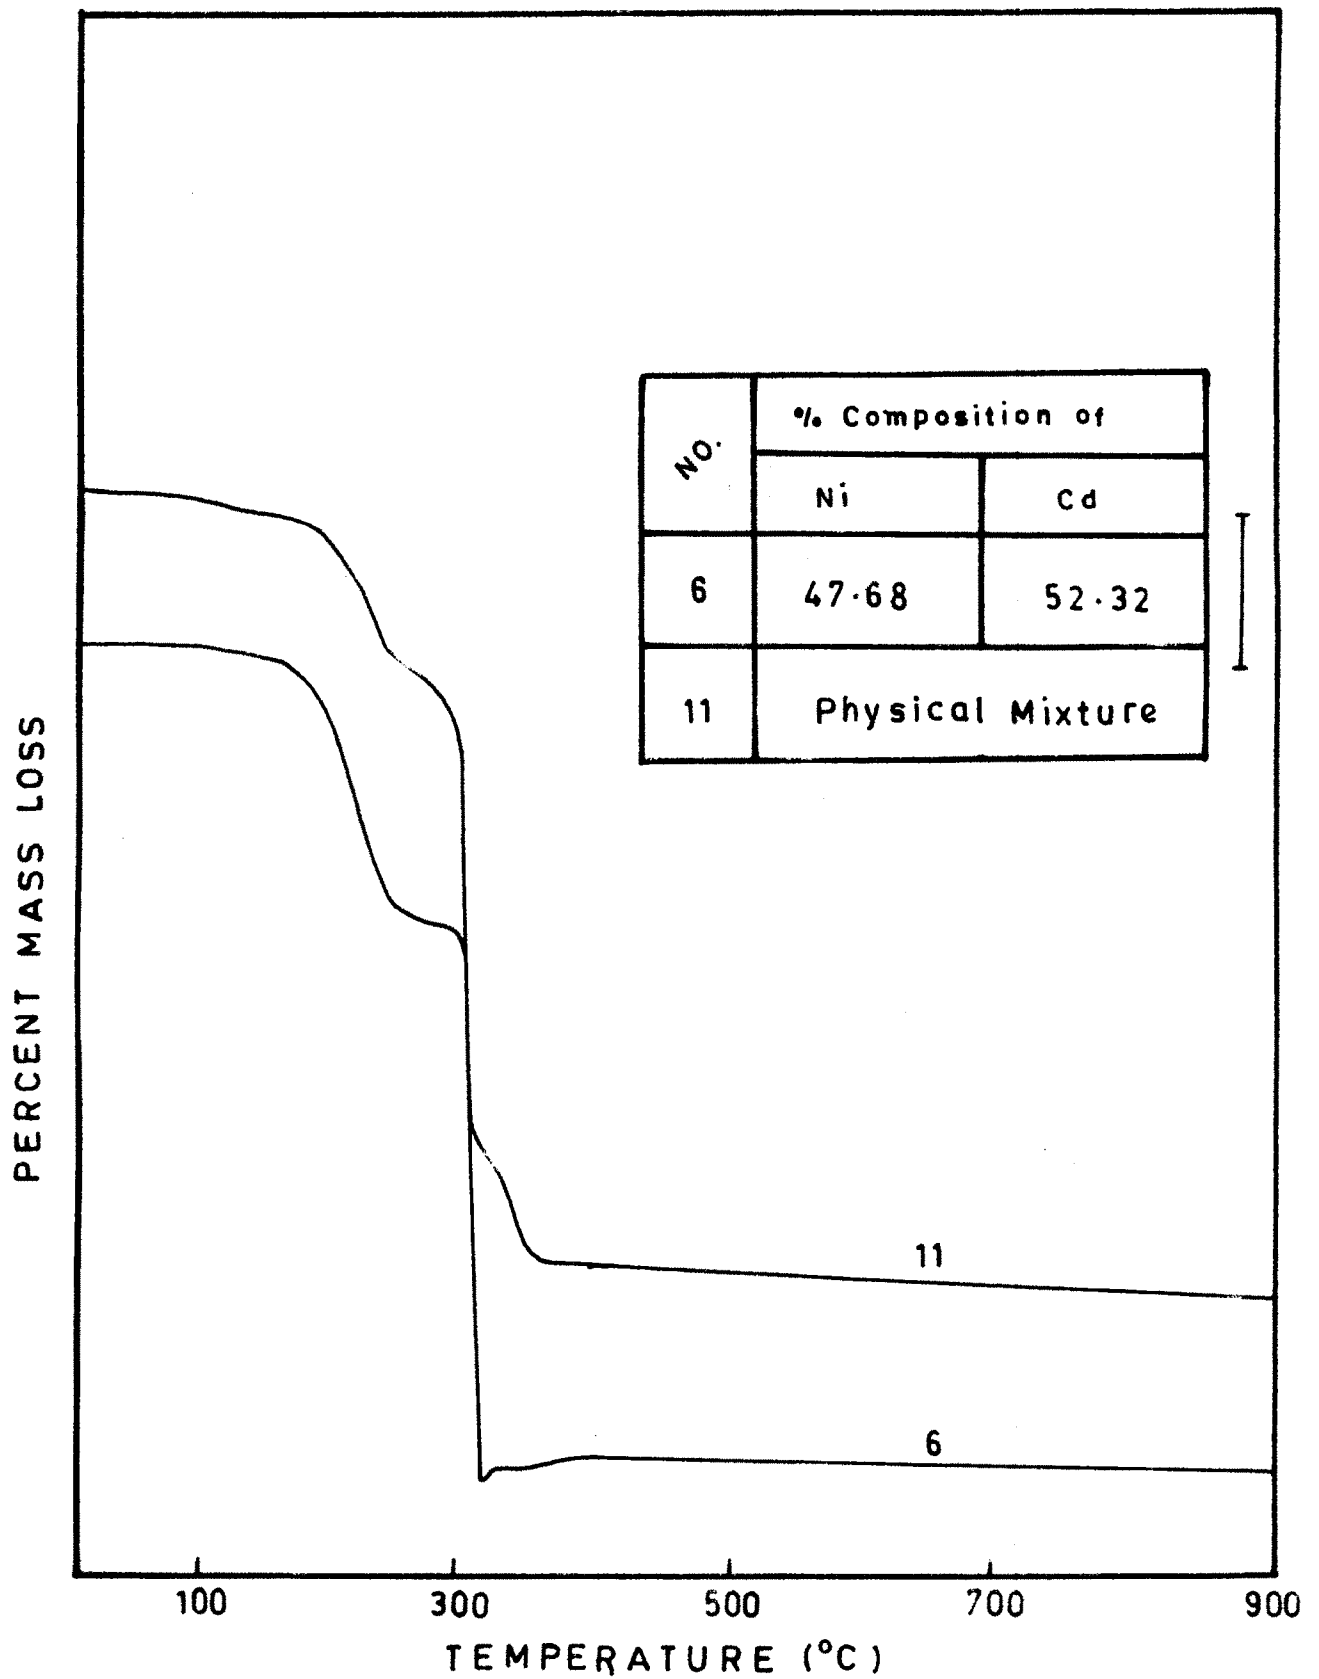 NO.
% Composition of
Ni Cd
6 47.68 52.32
11 Physical Mixture
PERCENT MASS LOSS
11
6
100 300 500 700 900
TEMPERATURE (°C)